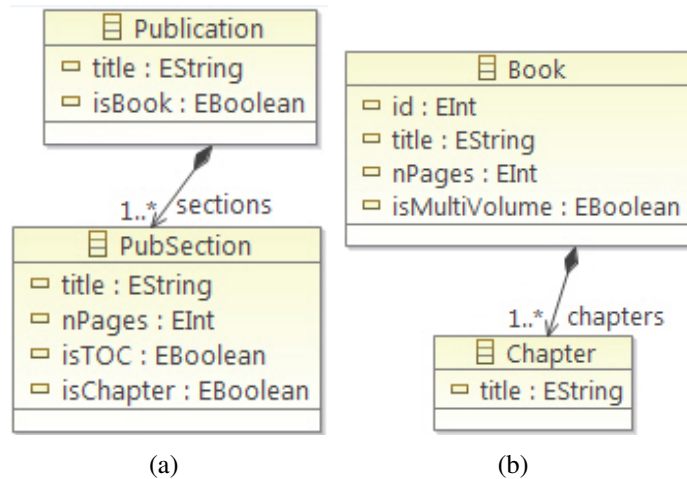 Publication
title : EString
isBook : EBoolean
1..* sections
PubSection
title : EString
nPages : EInt
isTOC : EBoolean
isChapter : EBoolean
(a)
Book
id : EInt
title : EString
nPages : EInt
isMultiVolume : EBoolean
1..* chapters
Chapter
title : EString
(b)